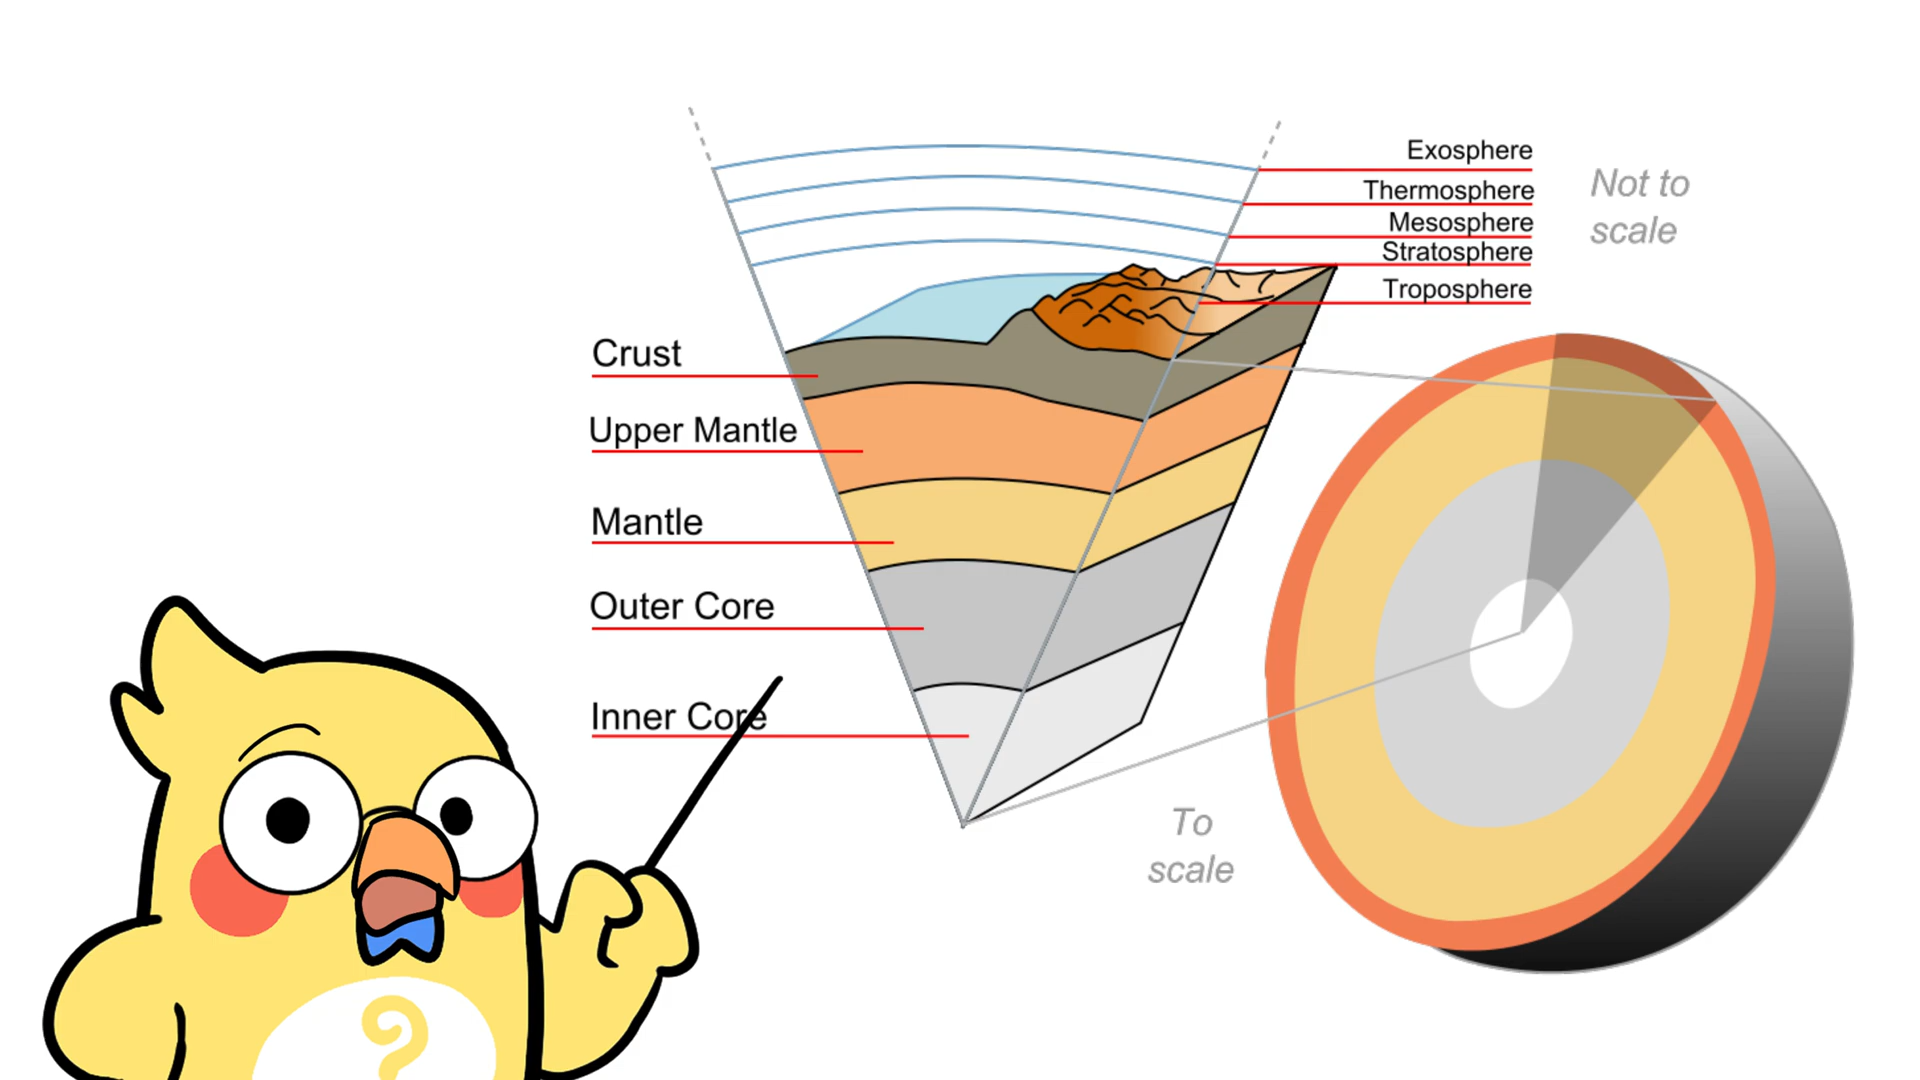 Exosphere
Thermosphere
Mesosphere
Stratosphere
Troposphere
Not to
scale
Crust
Upper Mantle
Mantle
Outer Core
Inner Core
To
scale
?